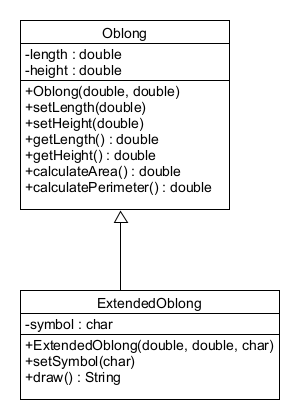 Oblong
-length : double
-height : double
+Oblong(double, double)
+setLength(double)
+setHeight(double)
+getLength() : double
+getHeight() : double
+calculateArea() : double
+calculatePerimeter() : double
ExtendedOblong
-symbol : char
+ExtendedOblong(double, double, char)
+setSymbol(char)
+draw() : String